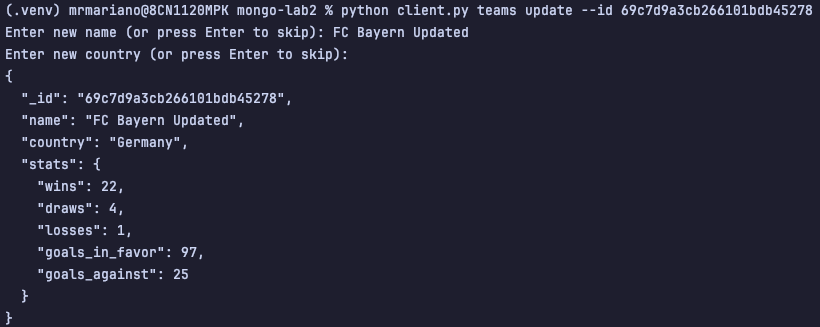 (.venv) mrmariano@8CN1120MPK mongo-lab2 % python client.py teams update --id 69c7d9a3cb266101bdb45278
Enter new name (or press Enter to skip): FC Bayern Updated
Enter new country (or press Enter to skip):
{
  "_id": "69c7d9a3cb266101bdb45278",
  "name": "FC Bayern Updated",
  "country": "Germany",
  "stats": {
    "wins": 22,
    "draws": 4,
    "losses": 1,
    "goals_in_favor": 97,
    "goals_against": 25
  }
}